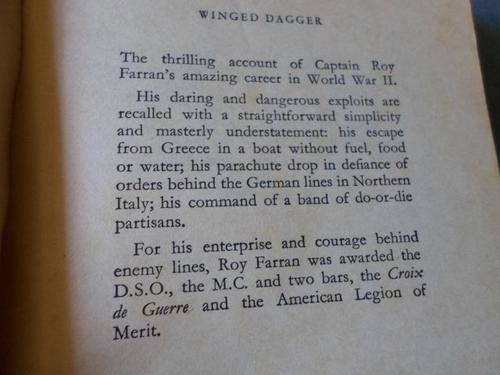 WINGED DAGGER
The thrilling account of Captain Roy
Farran's amazing career in World War II.
His daring and dangerous exploits are
recalled with a straightforward simplicity
and masterly understatement: his escape
from Greece in a boat without fuel, food
or water; his parachute drop in defiance of
orders behind the German lines in Northern
Italy; his command of a band of do-or-die
partisans.
For his enterprise and courage behind
enemy lines, Roy Farran was awarded the
D.S.O., the M.C. and two bars, the Croix
de Guerre and the American Legion of
Merit.